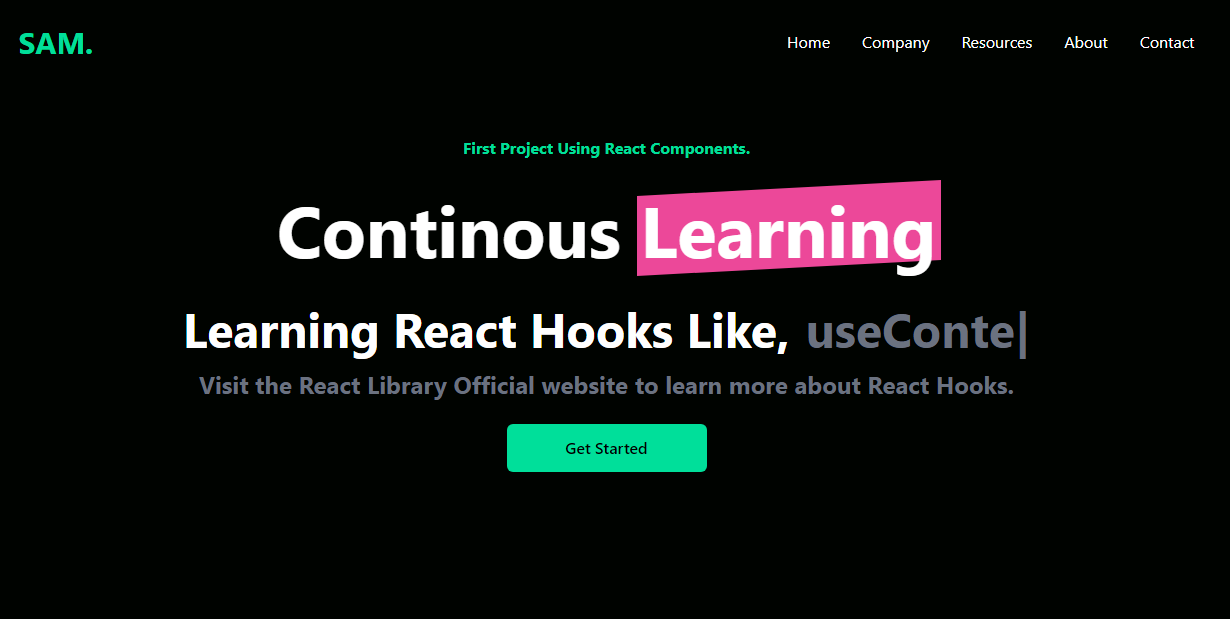 SAM.
Home Company Resources About Contact
First Project Using React Components.
Continous Learning
Learning React Hooks Like, useConte|
Visit the React Library Official website to learn more about React Hooks.
Get Started